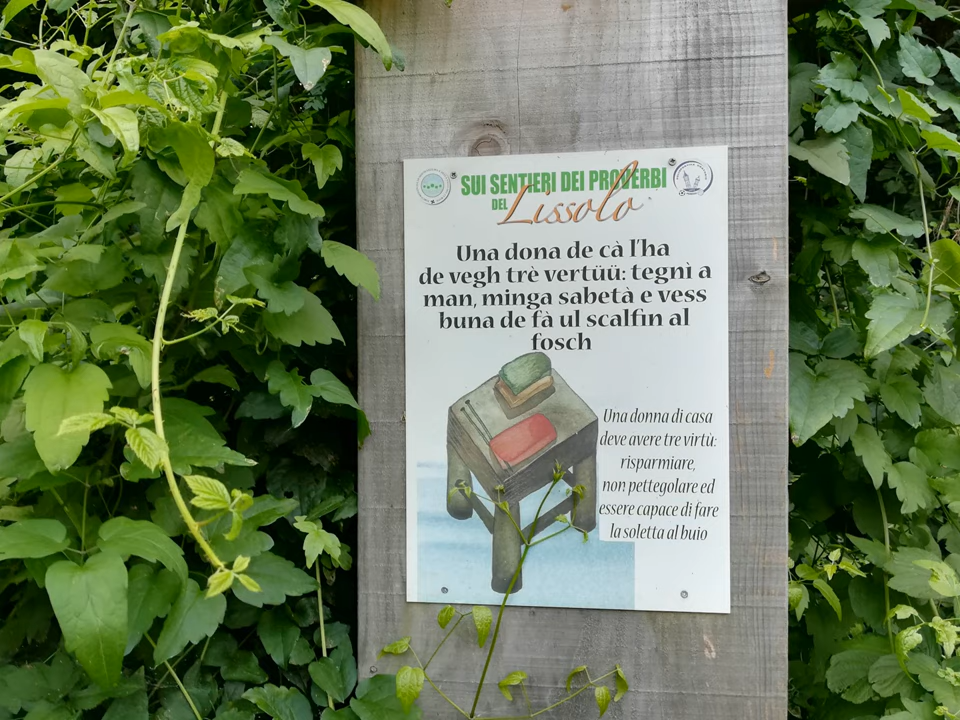 SUI SENTIERI DEI PROVERBI
DEL Lissolo
Una dona de cà l'ha
de vegh trè vertüü: tegnì a
man, minga sabetà e vess
buna de fà ul scalfin al
fosch
Una donna di casa
deve avere tre virtù:
risparmiare,
non pettegolare ed
essere capace di fare
la soletta al buio